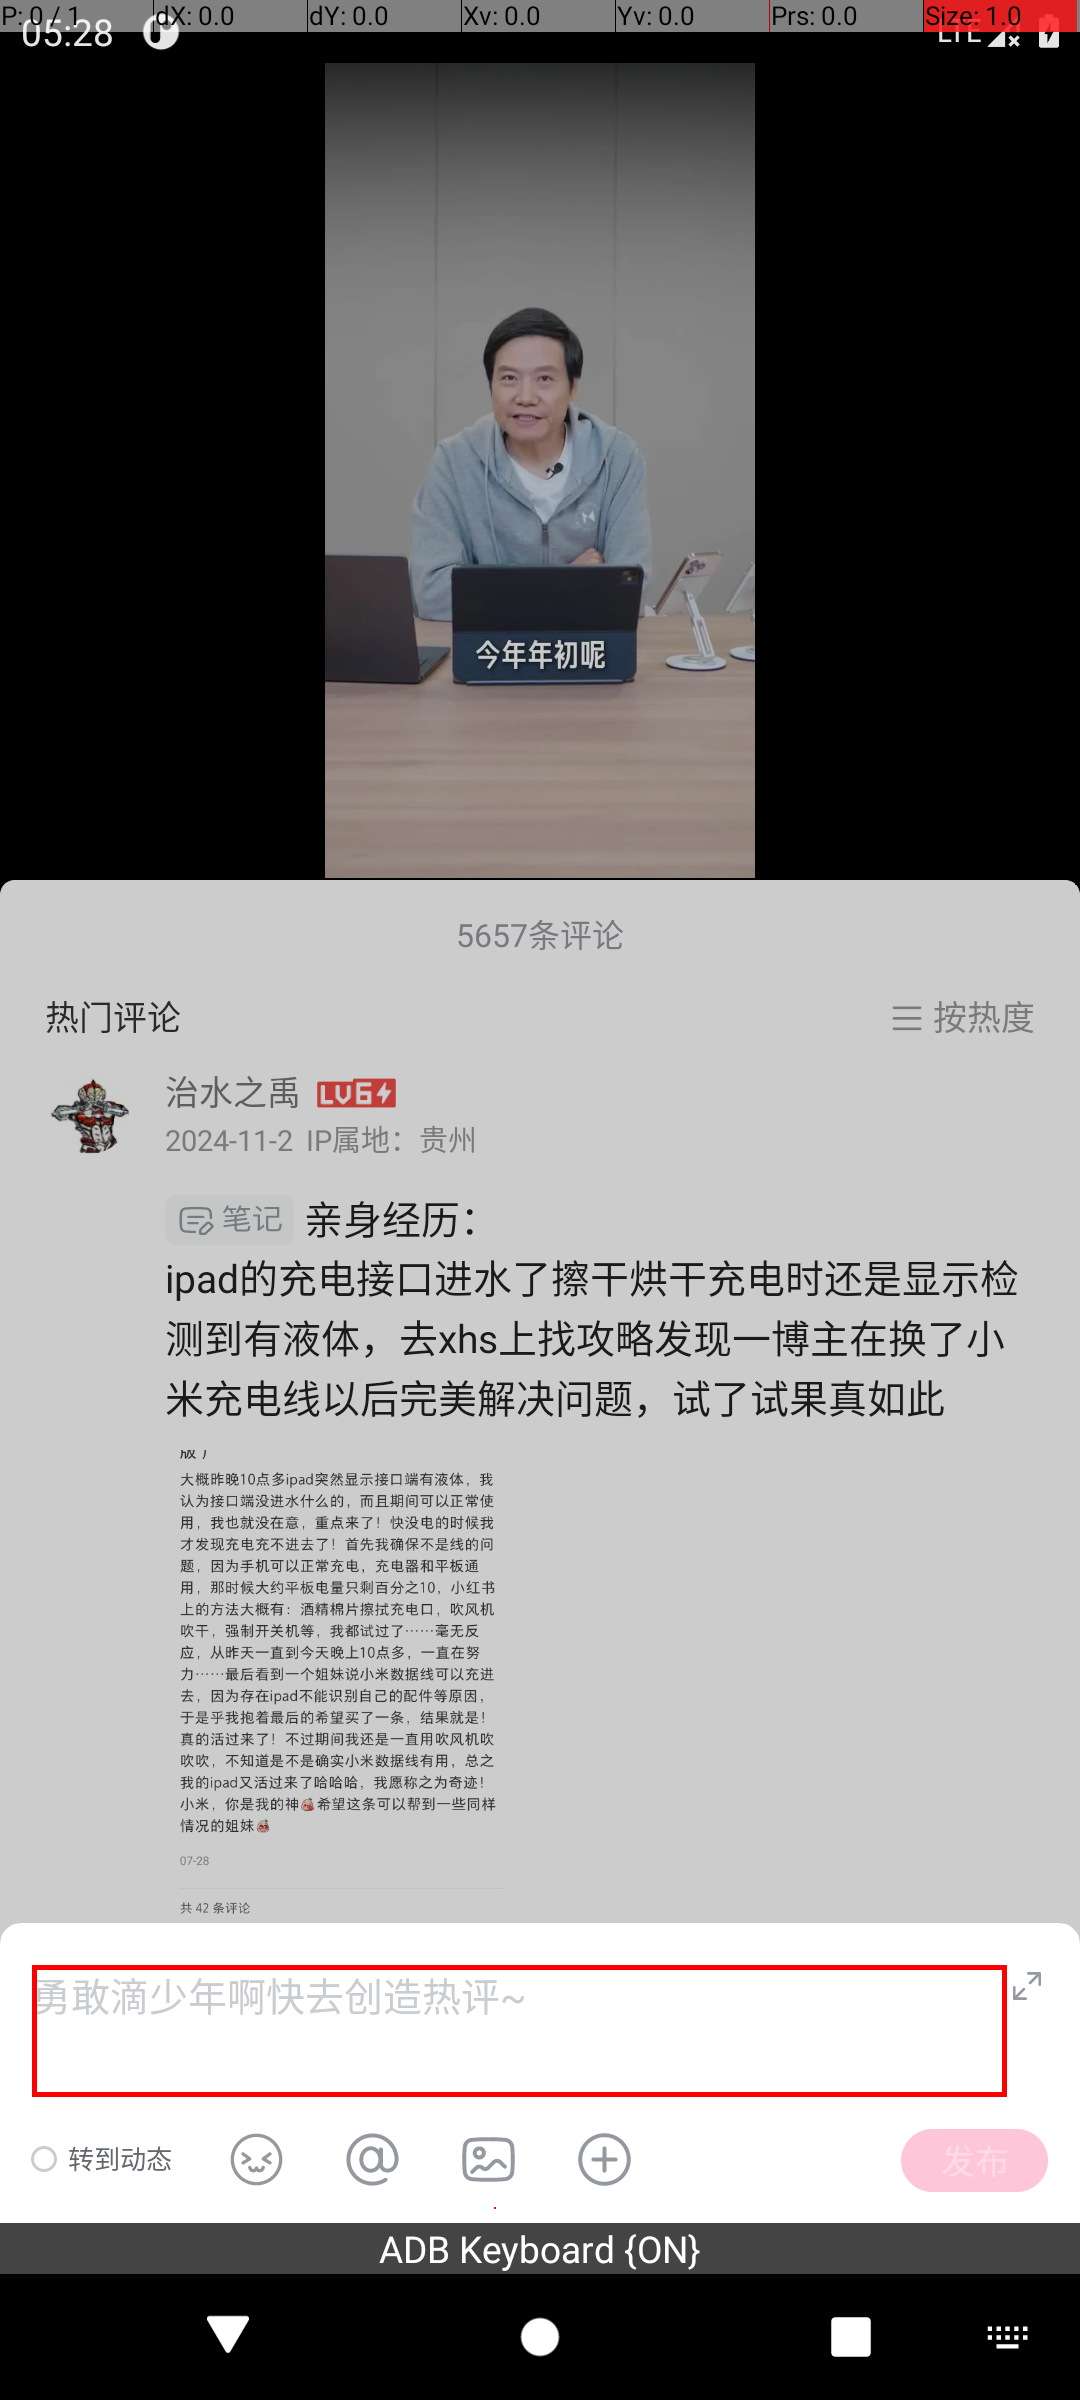 P: 0 / 1 dX: 0.0 dY: 0.0 Xv: 0.0 Yv: 0.0 Prs: 0.0 Size: 1.0
05:28 LTE
今年年初呢
5657条评论
热门评论 按热度
治水之禹 LV6
2024-11-2 IP属地：贵州
笔记 亲身经历：
ipad的充电接口进水了擦干烘干充电时还是显示检
测到有液体，去xhs上找攻略发现一博主在换了小
米充电线以后完美解决问题，试了试果真如此
大概昨晚10点多ipad突然显示接口端有液体，我
认为接口端没进水什么的，而且期间可以正常使
用，我也就没在意，重点来了！快没电的时候我
才发现充电充不进去了！首先我确保不是线的问
题，因为手机可以正常充电，充电器和平板通
用，那时候大约平板电量只剩百分之10，小红书
上的方法大概有：酒精棉片擦拭充电口，吹风机
吹干，强制开关机等，我都试过了……毫无反
应，从昨天一直到今天晚上10点多，一直在努
力……最后看到一个姐妹说小米数据线可以充进
去，因为存在ipad不能识别自己的配件等原因，
于是乎我抱着最后的希望买了一条，结果就是！
真的活过来了！不过期间我还是一直用吹风机吹
吹吹，不知道是不是确实小米数据线有用，总之
我的ipad又活过来了哈哈哈，我愿称之为奇迹！
小米，你是我的神希望这条可以帮到一些同样
情况的姐妹
07-28
共 42 条评论
勇敢滴少年啊快去创造热评~
转到动态 发布
ADB Keyboard {ON}